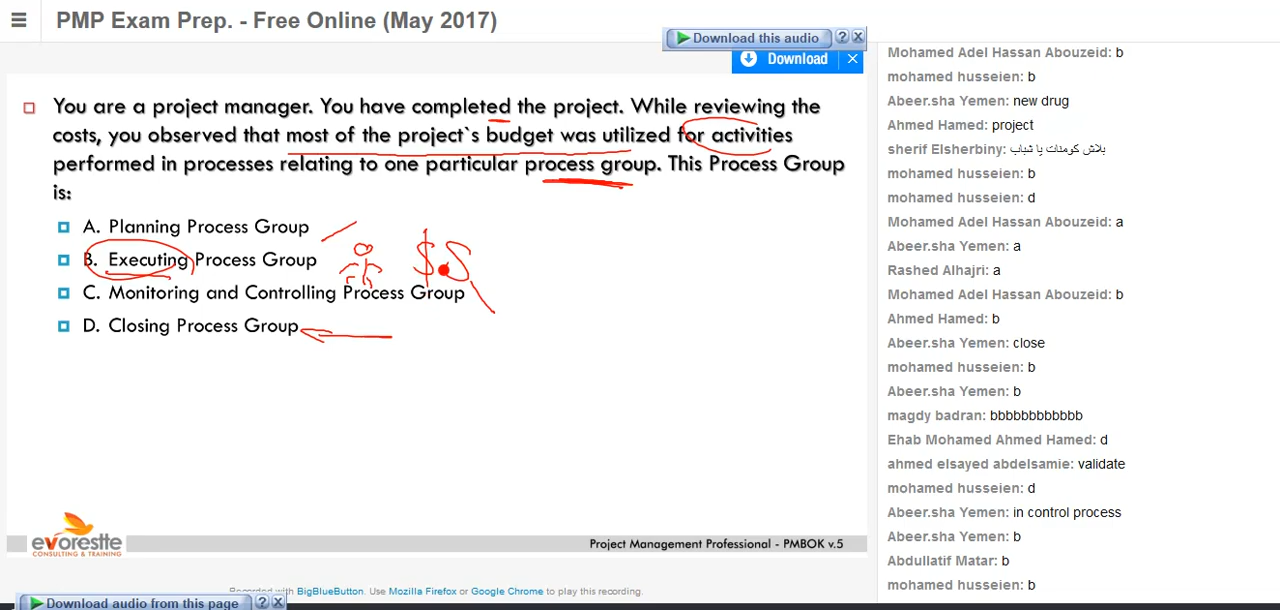 PMP Exam Prep. - Free Online (May 2017)
Download this audio
Download
You are a project manager. You have completed the project. While reviewing the
costs, you observed that most of the project`s budget was utilized for activities
performed in processes relating to one particular process group. This Process Group
is:
A. Planning Process Group
B. Executing Process Group
C. Monitoring and Controlling Process Group
D. Closing Process Group
$
evorestte
CONSULTING & TRAINING
Project Management Professional - PMBOK v.5
Recorded with BigBlueButton. Use Mozilla Firefox or Google Chrome to play this recording.
Download audio from this page
Mohamed Adel Hassan Abouzeid: b
mohamed husseien: b
Abeer.sha Yemen: new drug
Ahmed Hamed: project
sherif Elsherbiny: بلاش كومنات يا شباب
mohamed husseien: b
mohamed husseien: d
Mohamed Adel Hassan Abouzeid: a
Abeer.sha Yemen: a
Rashed Alhajri: a
Mohamed Adel Hassan Abouzeid: b
Ahmed Hamed: b
Abeer.sha Yemen: close
mohamed husseien: b
Abeer.sha Yemen: b
magdy badran: bbbbbbbbbbbb
Ehab Mohamed Ahmed Hamed: d
ahmed elsayed abdelsamie: validate
mohamed husseien: d
Abeer.sha Yemen: in control process
Abeer.sha Yemen: b
Abdullatif Matar: b
mohamed husseien: b